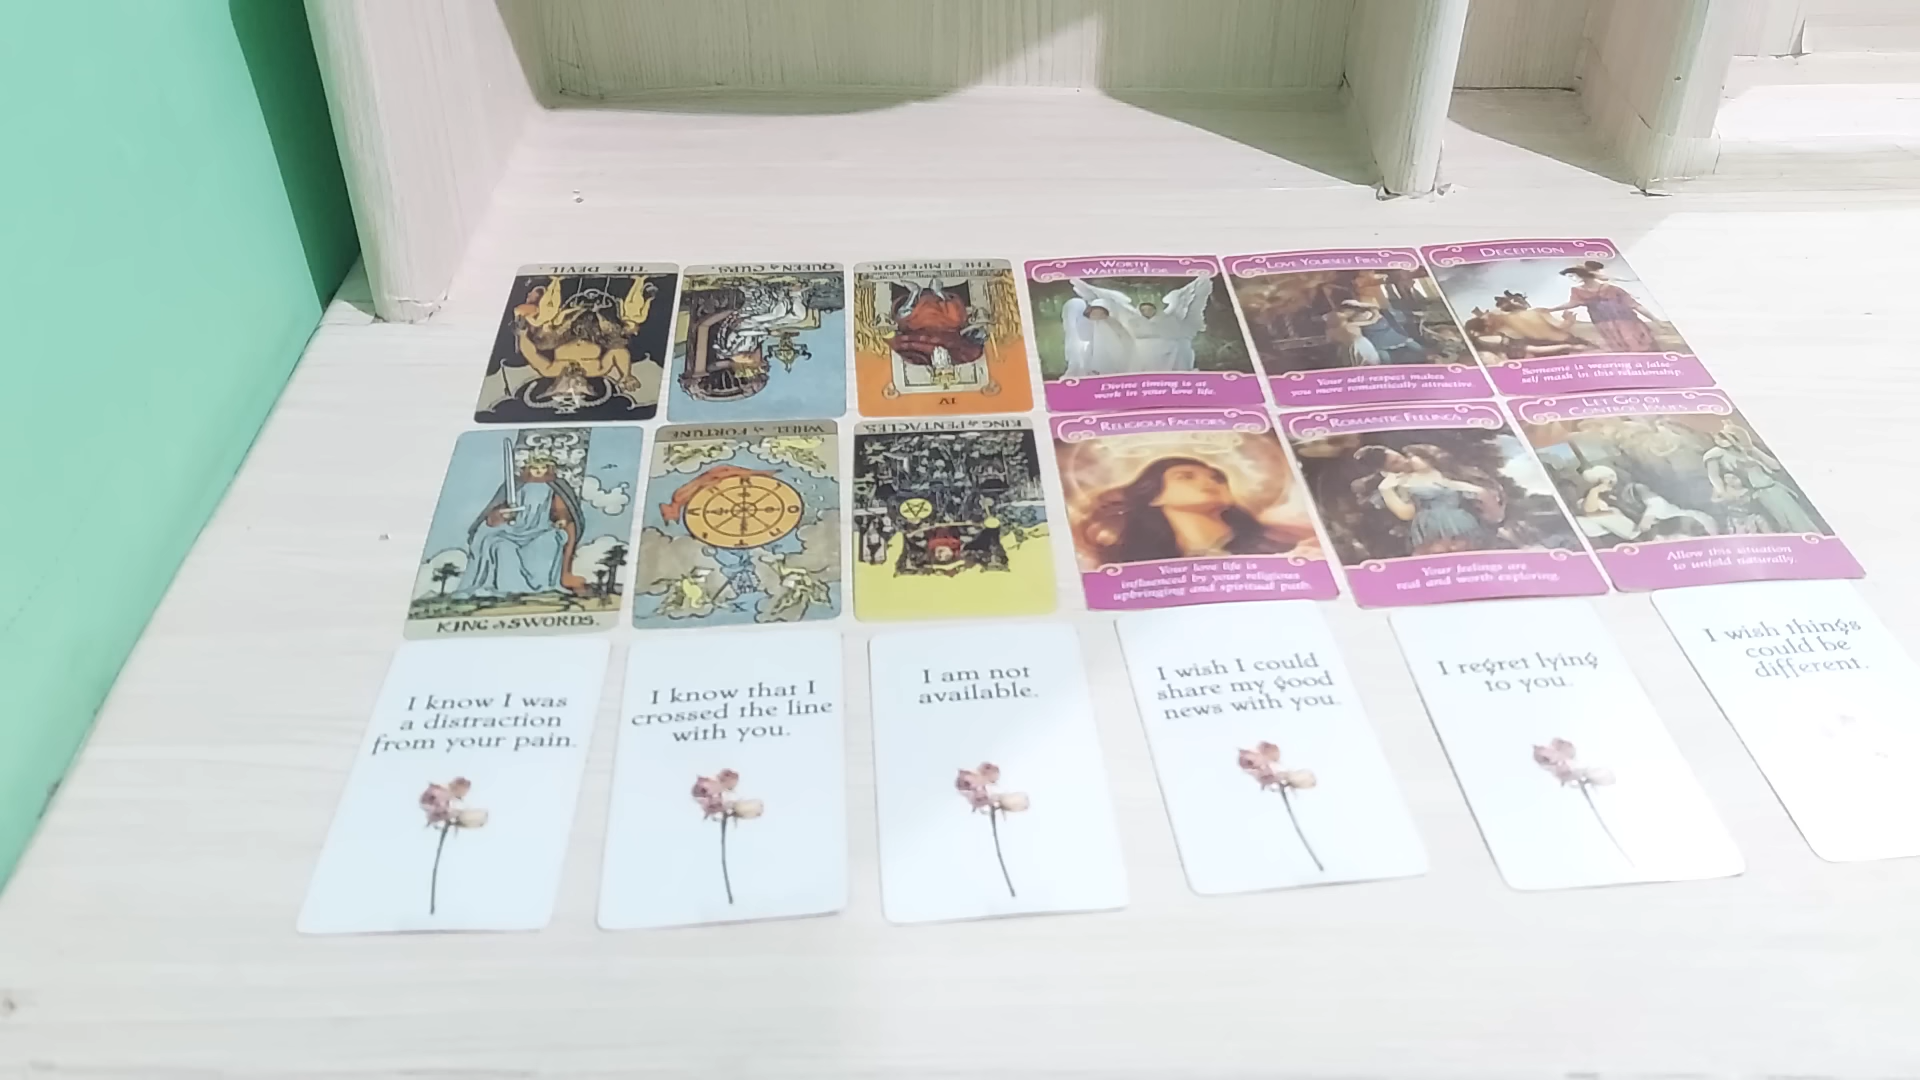 THE DEVIL.
QUEEN of CUPS.
THE EMPEROR.
IV
WORTH
WAITING FOR
Divine timing is at
work in your love life.
LOVE YOURSELF FIRST
Your self-respect makes
you more romantically attractive.
DECEPTION
Someone is wearing a false-
self mask in this relationship.
KING of SWORDS.
WHEEL of FORTUNE
X
KING of PENTACLES.
RELIGIOUS FACTORS
Your love life is
influenced by your religious
upbringing and spiritual path.
ROMANTIC FEELINGS
Your feelings are
real and worth exploring.
LET GO OF
CONTROL ISSUES
Allow this situation
to unfold naturally.
I know I was
a distraction
from your pain.
I know that I
crossed the line
with you.
I am not
available.
I wish I could
share my good
news with you.
I regret lying
to you.
I wish things
could be
different.